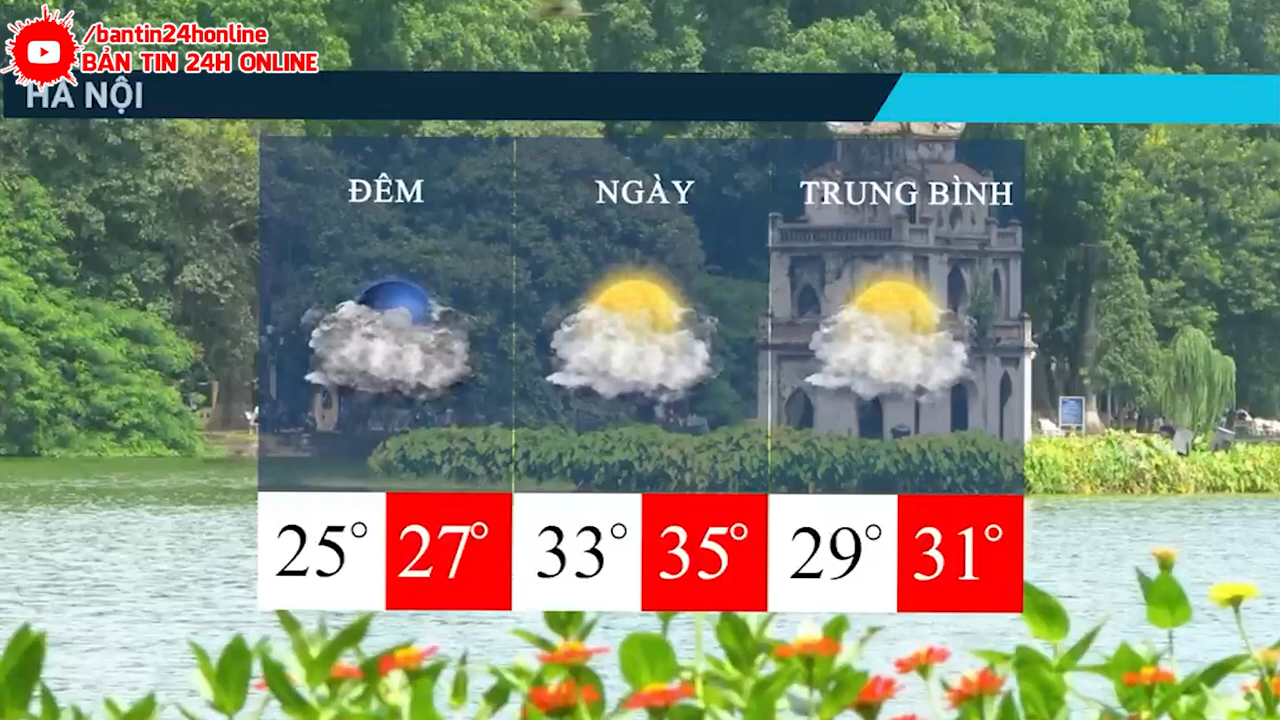 /bantin24honline
BẢN TIN 24H ONLINE
HÀ NỘI
ĐÊM
NGÀY
TRUNG BÌNH
25° 27° 33° 35° 29° 31°